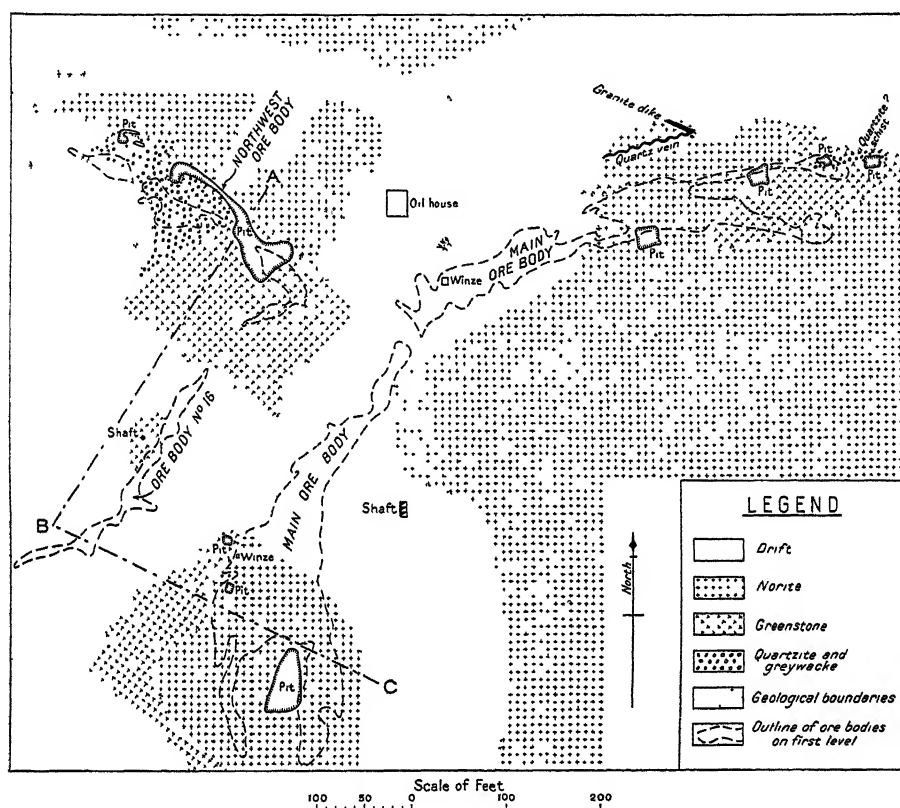 Pit
NORTHWEST
ORE BODY
A
Pit
Oil house
Granite dike
Quartz vein
Quartzite?
schist
Pit
Pit
Pit
Pit
MAIN
ORE BODY
Winze
Shaft
ORE BODY Nº 16
MAIN ORE BODY
Shaft
B
Pit
Winze
Pit
Pit
C
North
LEGEND
Drift
Norite
Greenstone
Quartzite and
greywacke
Geological boundaries
Outline of ore bodies
on first level
Scale of Feet
100 50 0 100 200